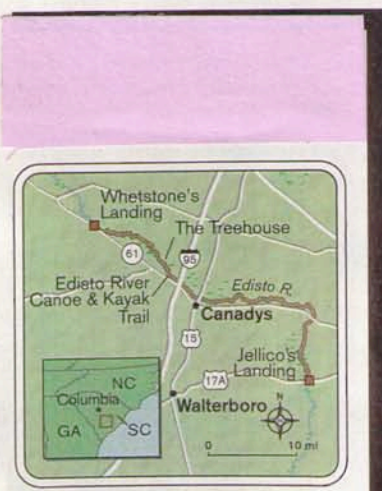 Whetstone's
Landing
The Treehouse
61
95
Edisto River
Canoe & Kayak
Trail
Edisto R.
Canadys
15
Jellico's
Landing
17A
NC
Columbia
Walterboro
N
GA
SC
0 10 mi